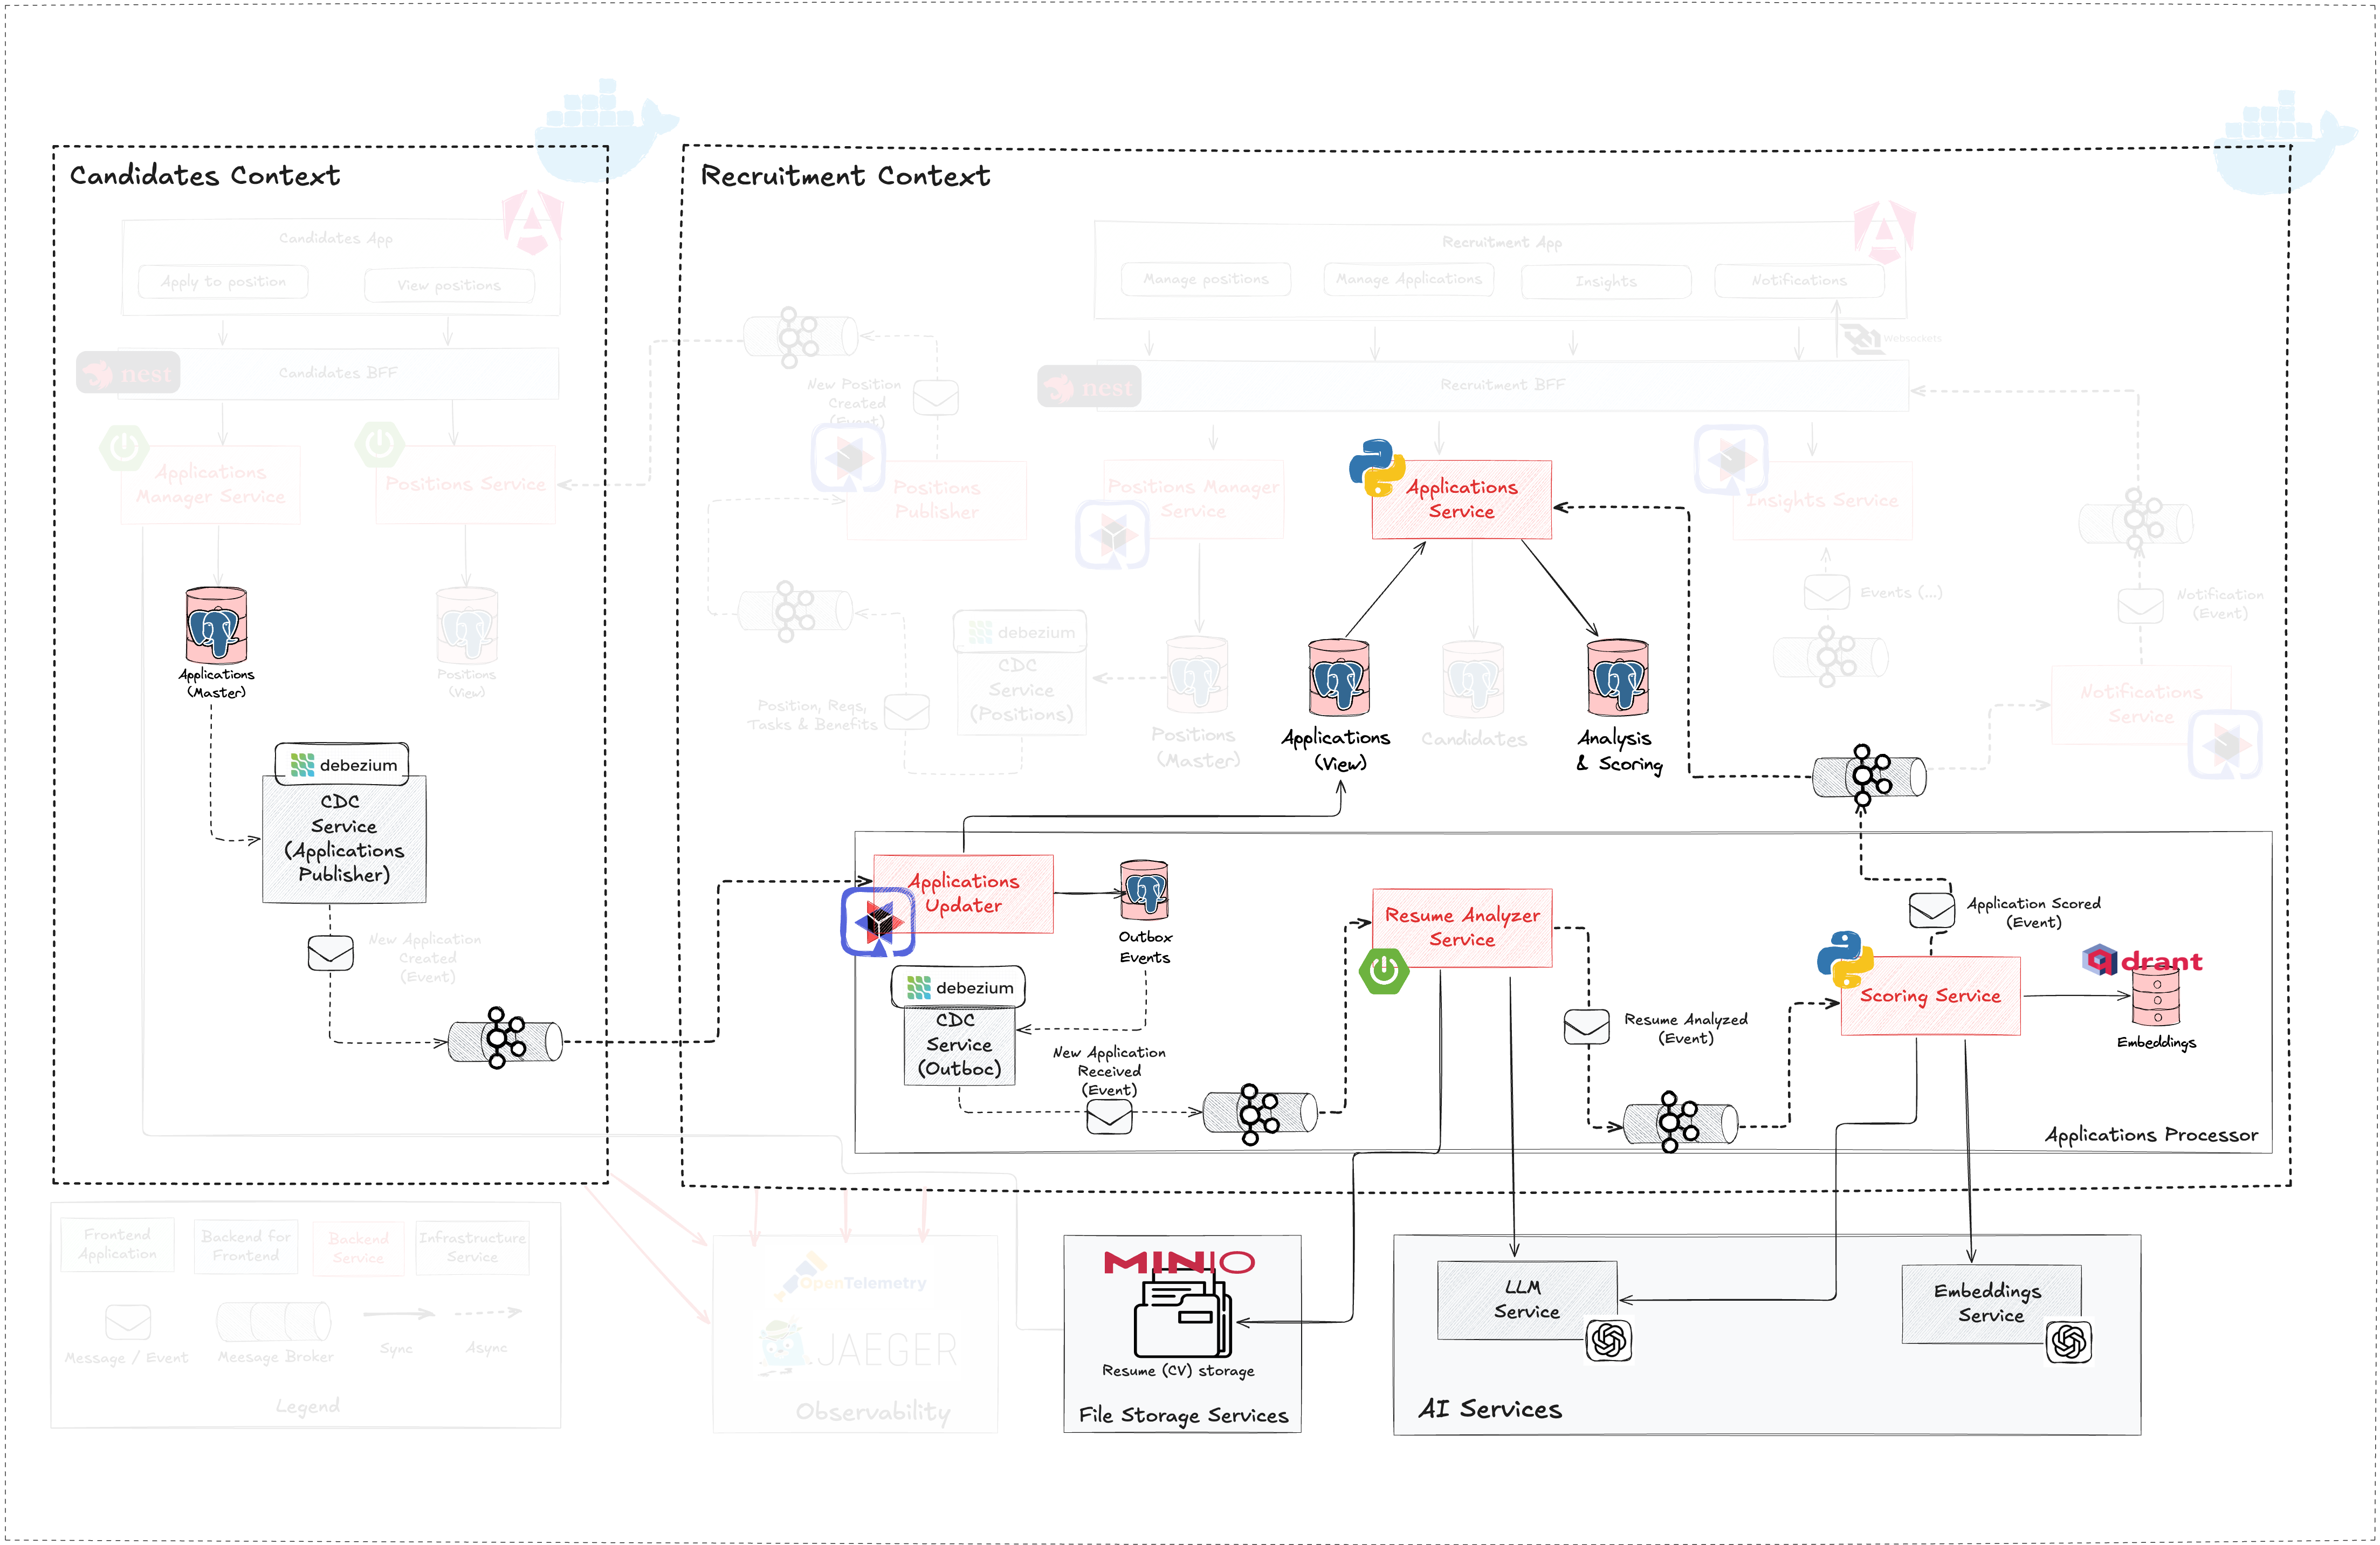 Candidates Context
Candidates App
Apply to position
View positions
nest
Candidates BFF
Applications
Manager Service
Positions Service
Applications
(Master)
Positions
(View)
debezium
CDC
Service
(Applications
Publisher)
New Application
Created
(Event)
Recruitment Context
Recruitment App
Manage positions
Manage Applications
Insights
Notifications
Websockets
nest
Recruitment BFF
New Position
Created
(Event)
Positions
Publisher
Positions Manager
Service
Applications
Service
Insights Service
debezium
CDC
Service
(Positions)
Position, Reqs,
Tasks & Benefits
Positions
(Master)
Applications
(View)
Candidates
Analysis
& Scoring
Events (...)
Notification
(Event)
Notifications
Service
Applications
Updater
Outbox
Events
debezium
CDC
Service
(Outboc)
New Application
Received
(Event)
Resume Analyzer
Service
Resume Analyzed
(Event)
Application Scored
(Event)
Scoring Service
qdrant
Embeddings
Applications Processor
Frontend
Application
Backend for
Frontend
Backend
Service
Infrastructure
Service
Message / Event
Meesage Broker
Sync
Async
Legend
OpenTelemetry
JAEGER
Observability
MINIO
Resume (CV) storage
File Storage Services
LLM
Service
Embeddings
Service
AI Services